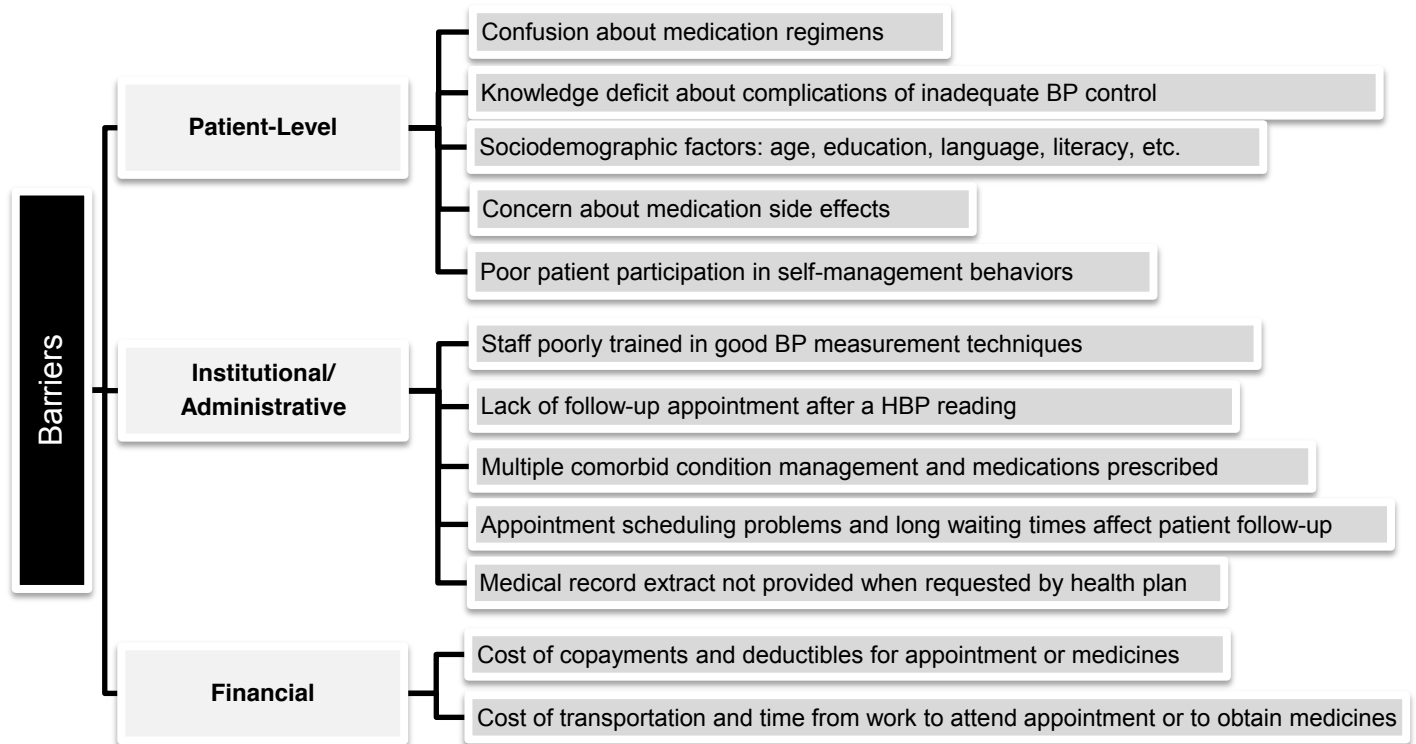 Barriers
Patient-Level
Confusion about medication regimens
Knowledge deficit about complications of inadequate BP control
Sociodemographic factors: age, education, language, literacy, etc.
Concern about medication side effects
Poor patient participation in self-management behaviors
Institutional/
Administrative
Staff poorly trained in good BP measurement techniques
Lack of follow-up appointment after a HBP reading
Multiple comorbid condition management and medications prescribed
Appointment scheduling problems and long waiting times affect patient follow-up
Medical record extract not provided when requested by health plan
Financial
Cost of copayments and deductibles for appointment or medicines
Cost of transportation and time from work to attend appointment or to obtain medicines